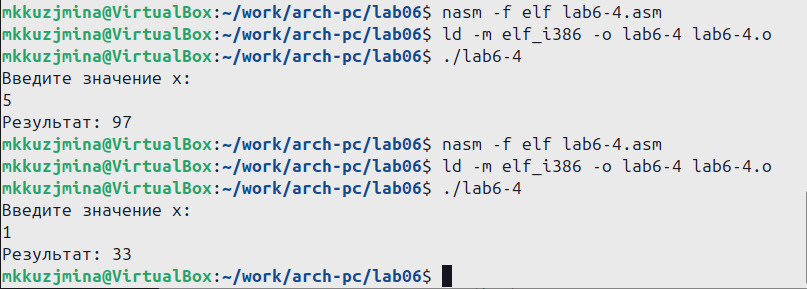 mkkuzjmina@VirtualBox:~/work/arch-pc/lab06$ nasm -f elf lab6-4.asm
mkkuzjmina@VirtualBox:~/work/arch-pc/lab06$ ld -m elf_i386 -o lab6-4 lab6-4.o
mkkuzjmina@VirtualBox:~/work/arch-pc/lab06$ ./lab6-4
Введите значение x:
5
Результат: 97
mkkuzjmina@VirtualBox:~/work/arch-pc/lab06$ nasm -f elf lab6-4.asm
mkkuzjmina@VirtualBox:~/work/arch-pc/lab06$ ld -m elf_i386 -o lab6-4 lab6-4.o
mkkuzjmina@VirtualBox:~/work/arch-pc/lab06$ ./lab6-4
Введите значение x:
1
Результат: 33
mkkuzjmina@VirtualBox:~/work/arch-pc/lab06$